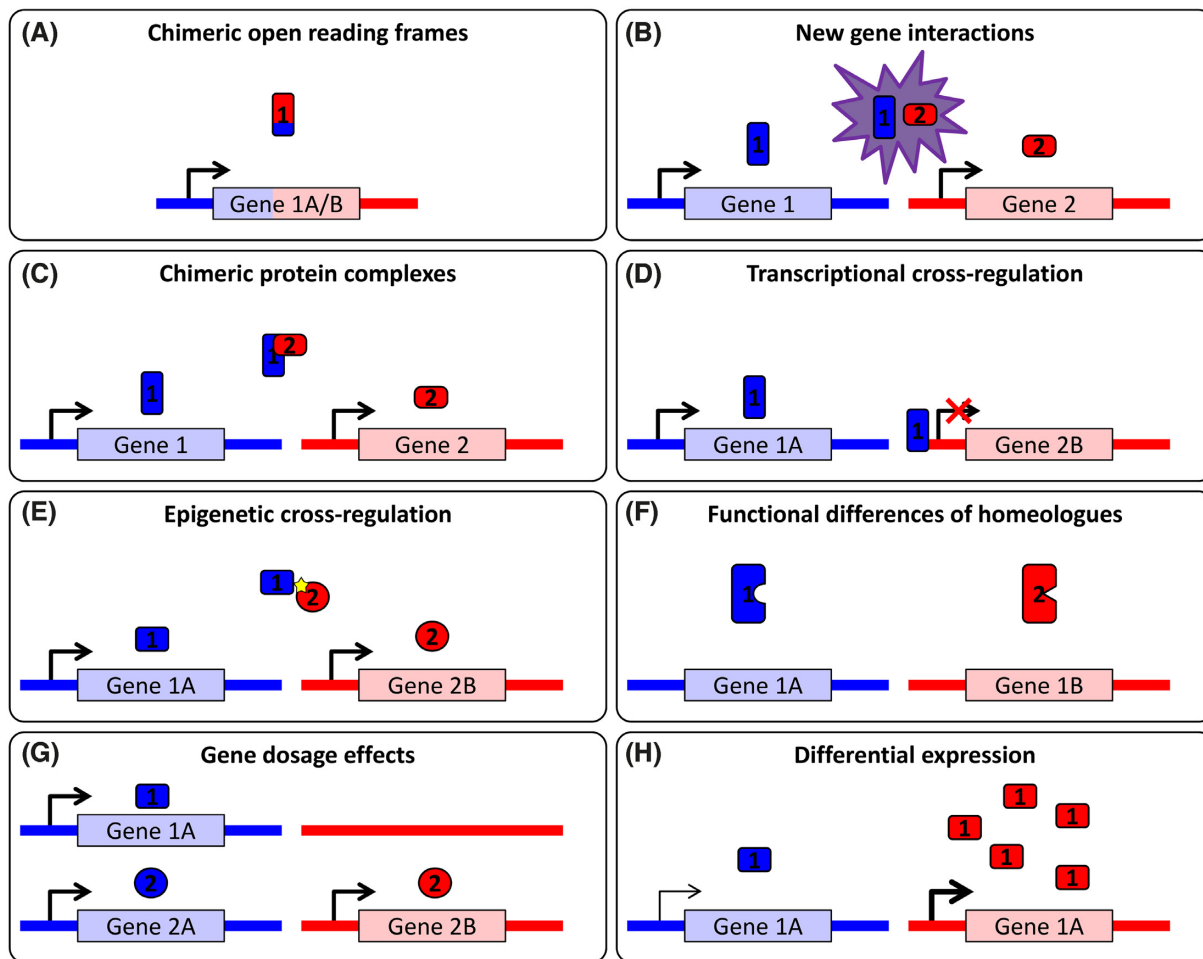 (A) Chimeric open reading frames
1
Gene 1A/B
(B) New gene interactions
1 2
1
2
Gene 1 Gene 2
(C) Chimeric protein complexes
1 2
1 2
Gene 1 Gene 2
(D) Transcriptional cross-regulation
1
1
Gene 1A Gene 2B
(E) Epigenetic cross-regulation
1
2
1 2
Gene 1A Gene 2B
(F) Functional differences of homeologues
1 2
Gene 1A Gene 1B
(G) Gene dosage effects
1
Gene 1A
2 2
Gene 2A Gene 2B
(H) Differential expression
1
1
1
1 1
1
Gene 1A Gene 1A